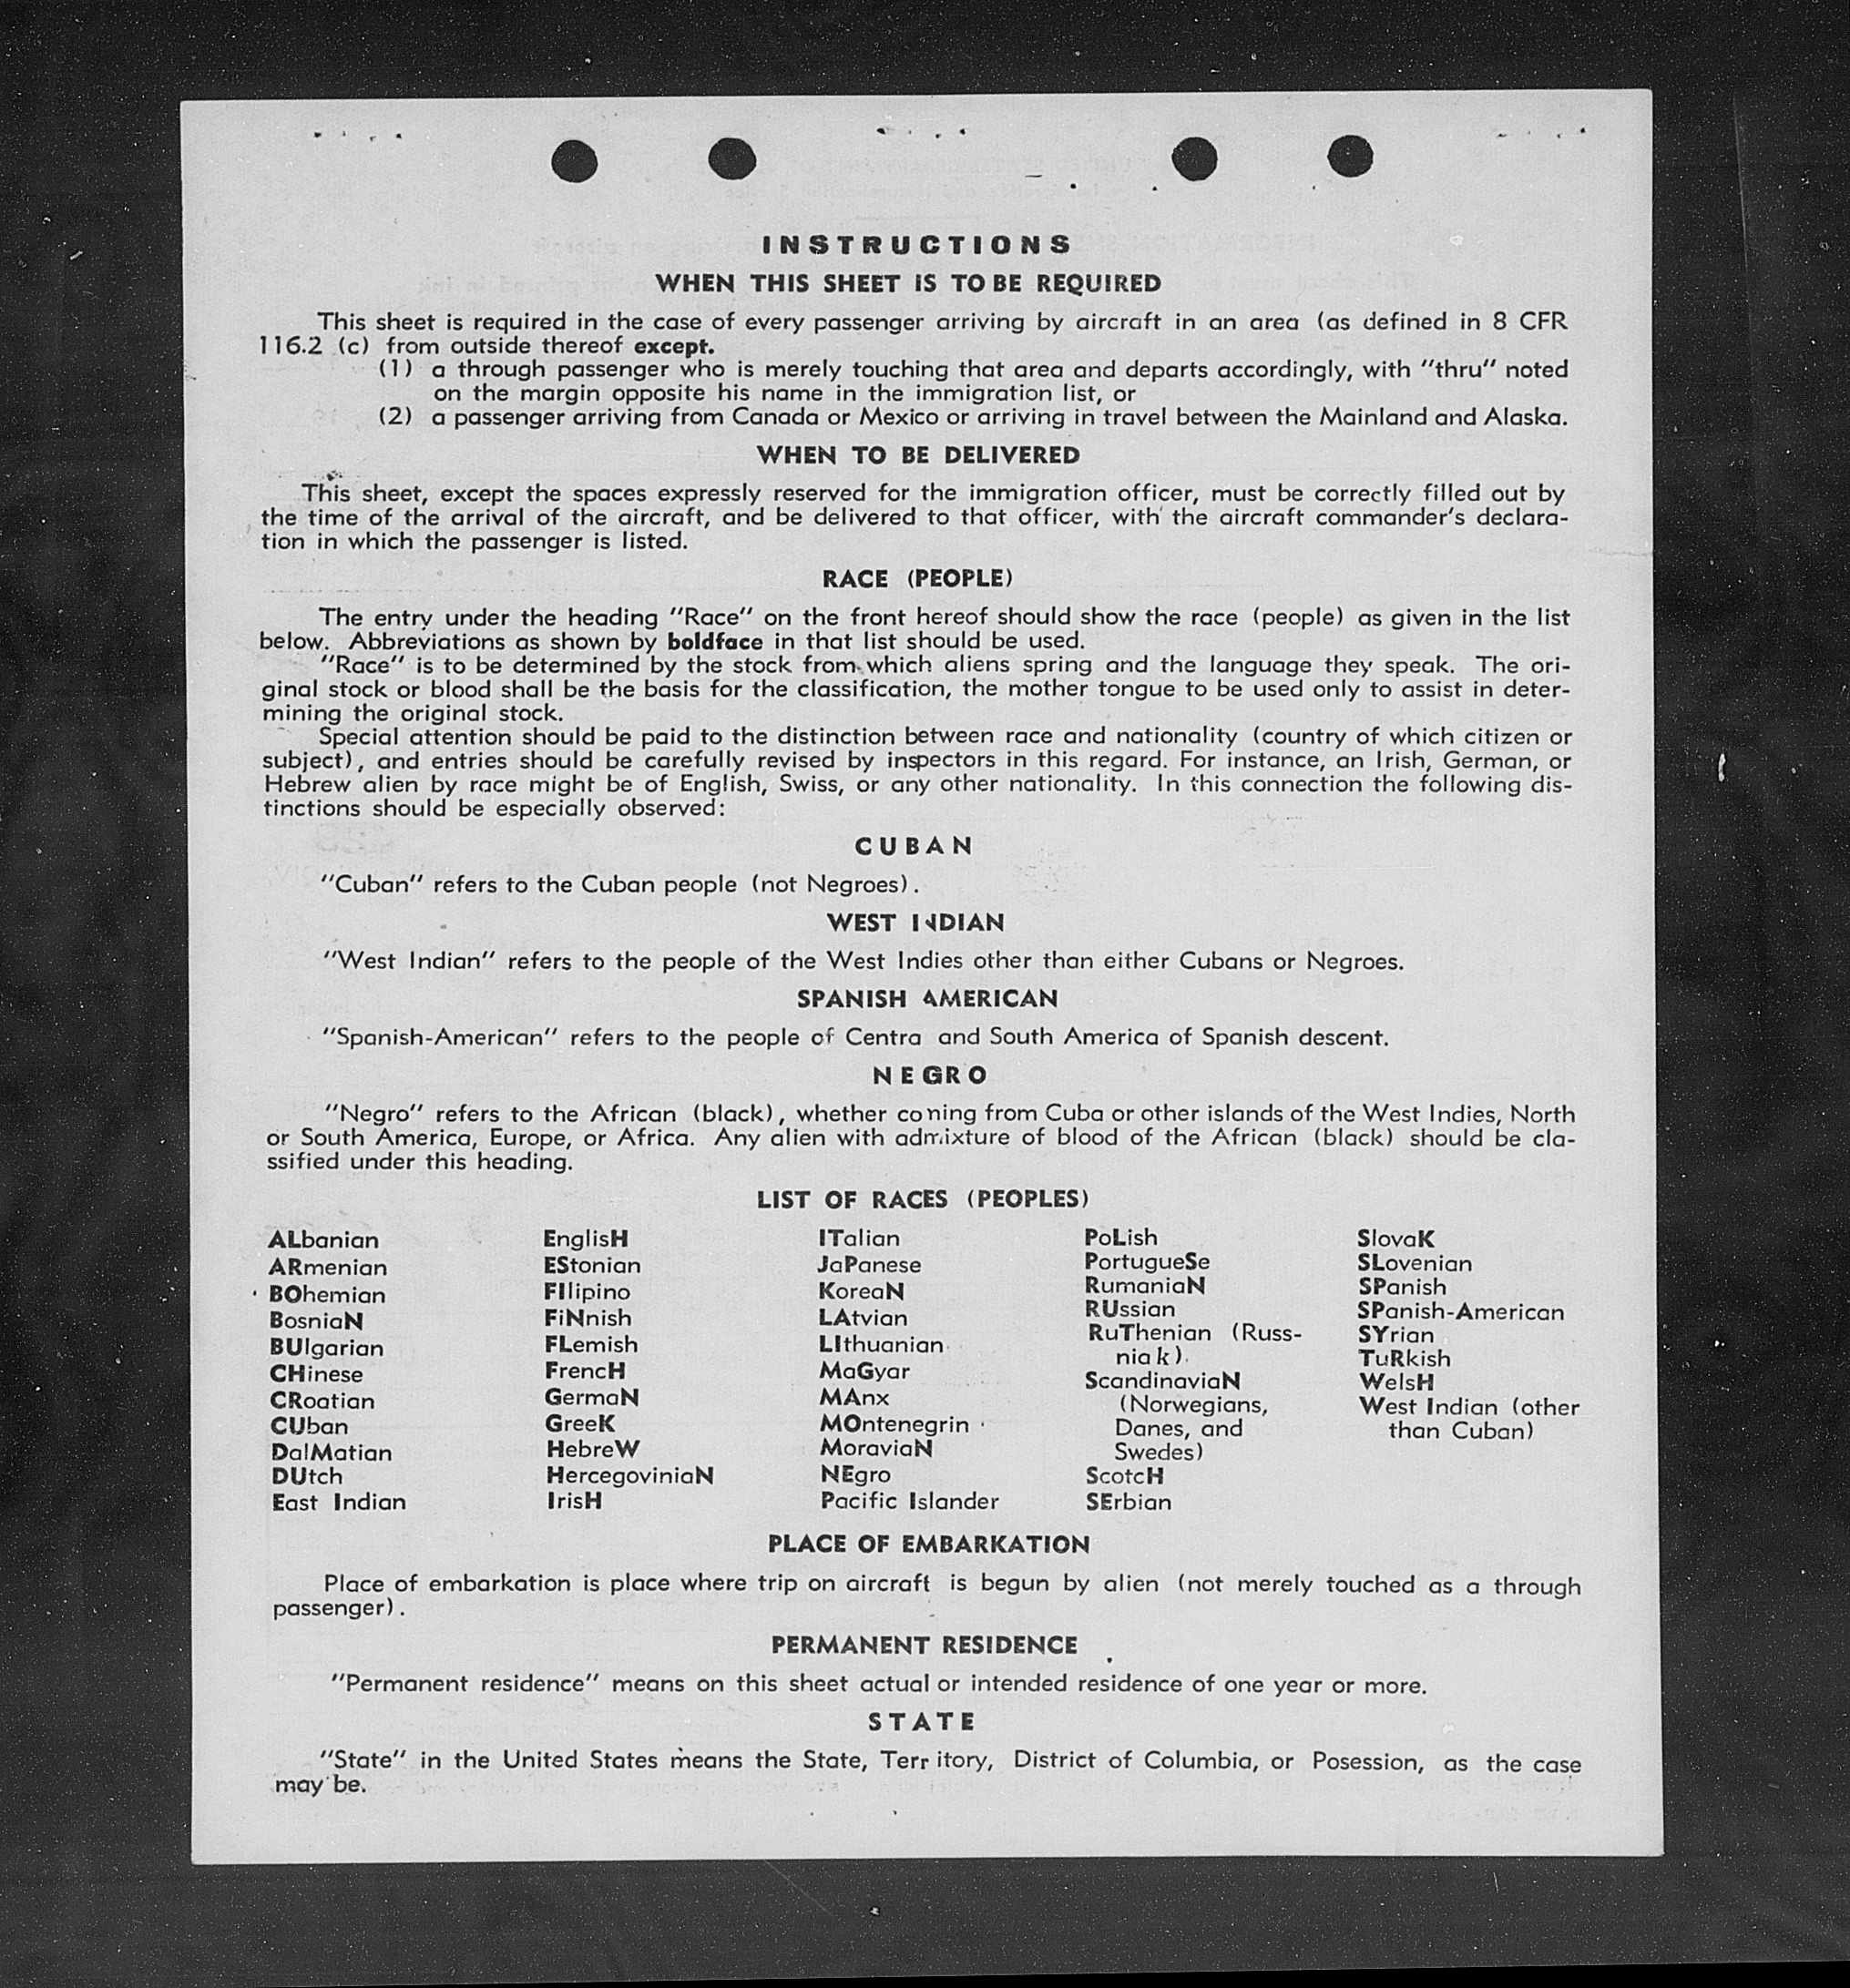 INSTRUCTIONS
WHEN THIS SHEET IS TO BE REQUIRED
This sheet is required in the case of every passenger arriving by aircraft in an area (as defined in 8 CFR
116.2 (c) from outside thereof except.
(1) a through passenger who is merely touching that area and departs accordingly, with "thru" noted
on the margin opposite his name in the immigration list, or
(2) a passenger arriving from Canada or Mexico or arriving in travel between the Mainland and Alaska.
WHEN TO BE DELIVERED
This sheet, except the spaces expressly reserved for the immigration officer, must be correctly filled out by
the time of the arrival of the aircraft, and be delivered to that officer, with the aircraft commander's declara-
tion in which the passenger is listed.
RACE (PEOPLE)
The entry under the heading "Race" on the front hereof should show the race (people) as given in the list
below. Abbreviations as shown by boldface in that list should be used.
"Race" is to be determined by the stock from which aliens spring and the language they speak. The ori-
ginal stock or blood shall be the basis for the classification, the mother tongue to be used only to assist in deter-
mining the original stock.
Special attention should be paid to the distinction between race and nationality (country of which citizen or
subject), and entries should be carefully revised by inspectors in this regard. For instance, an Irish, German, or
Hebrew alien by race might be of English, Swiss, or any other nationality. In this connection the following dis-
tinctions should be especially observed:
CUBAN
"Cuban" refers to the Cuban people (not Negroes).
WEST INDIAN
"West Indian" refers to the people of the West Indies other than either Cubans or Negroes.
SPANISH AMERICAN
"Spanish-American" refers to the people of Centra and South America of Spanish descent.
NEGRO
"Negro" refers to the African (black), whether coming from Cuba or other islands of the West Indies, North
or South America, Europe, or Africa. Any alien with admixture of blood of the African (black) should be cla-
ssified under this heading.
LIST OF RACES (PEOPLES)
ALbanian
ARmenian
BOhemian
BosniaN
BUlgarian
CHinese
CRoatian
CUban
DalMatian
DUtch
East Indian
EnglisH
EStonian
FIlipino
FiNnish
FLemish
FrencH
GermaN
GreeK
HebreW
HercegoviniaN
IrisH
ITalian
JaPanese
KoreaN
LAtvian
LIthuanian
MaGyar
MAnx
MOntenegrin
MoraviaN
NEgro
Pacific Islander
PoLish
PortugueSe
RumaniaN
RUssian
RuThenian (Russ-
niak).
ScandinaviaN
(Norwegians,
Danes, and
Swedes)
ScotcH
SErbian
SlovaK
SLovenian
SPanish
SPanish-American
SYrian
TuRkish
WelsH
West Indian (other
than Cuban)
PLACE OF EMBARKATION
Place of embarkation is place where trip on aircraft is begun by alien (not merely touched as a through
passenger).
PERMANENT RESIDENCE
"Permanent residence" means on this sheet actual or intended residence of one year or more.
STATE
"State" in the United States means the State, Territory, District of Columbia, or Posession, as the case
may be.